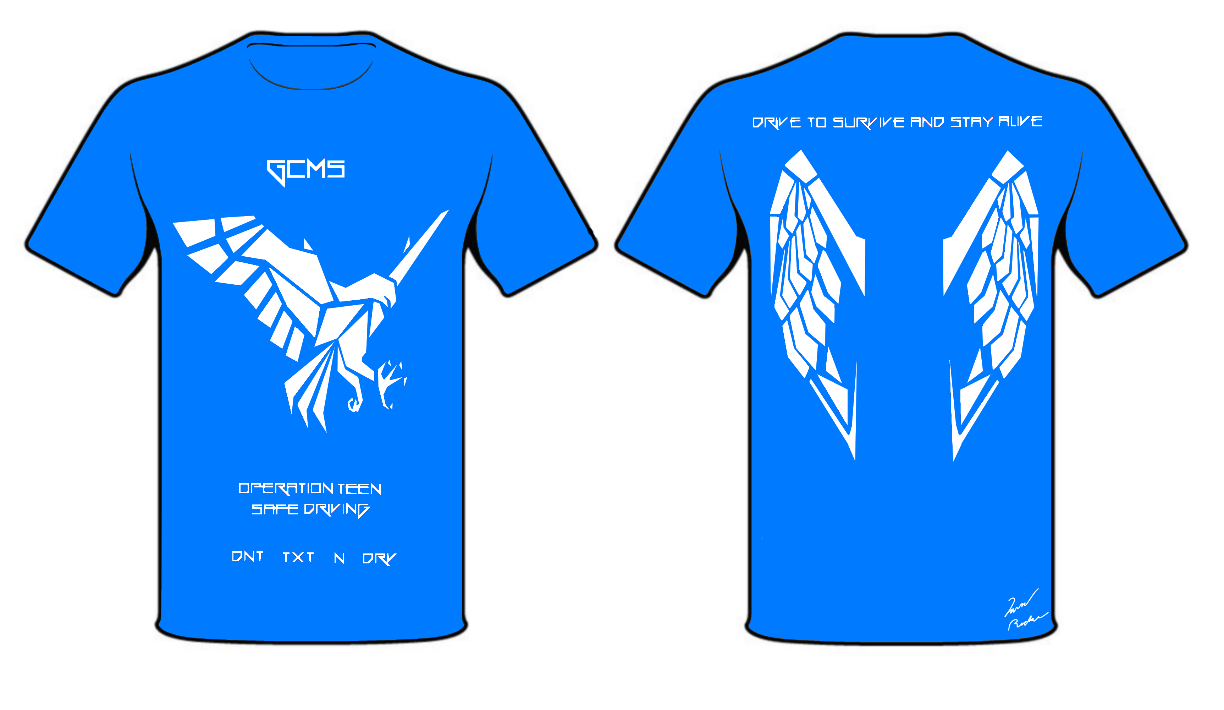 GCMS
OPERATION TEEN
SAFE DRIVING
DNT TXT N DRV
DRIVE TO SURVIVE AND STAY ALIVE